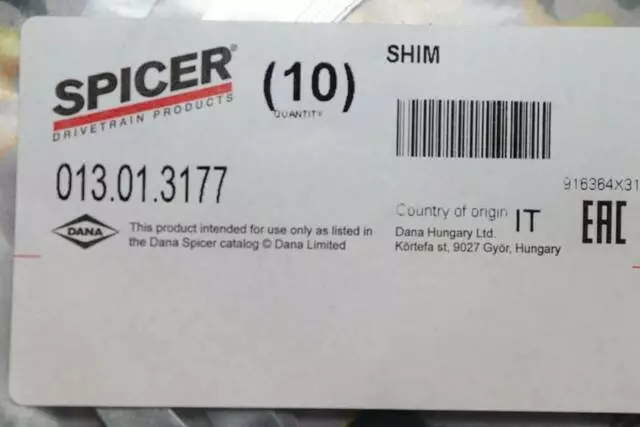 SPICER®
DRIVETRAIN PRODUCTS
(10)
QUANTITY
SHIM
013.01.3177
916364X31
DANA
This product intended for use only as listed in
the Dana Spicer catalog © Dana Limited
Country of origin IT
Dana Hungary Ltd.
Körtefa st, 9027 Győr, Hungary
EAC